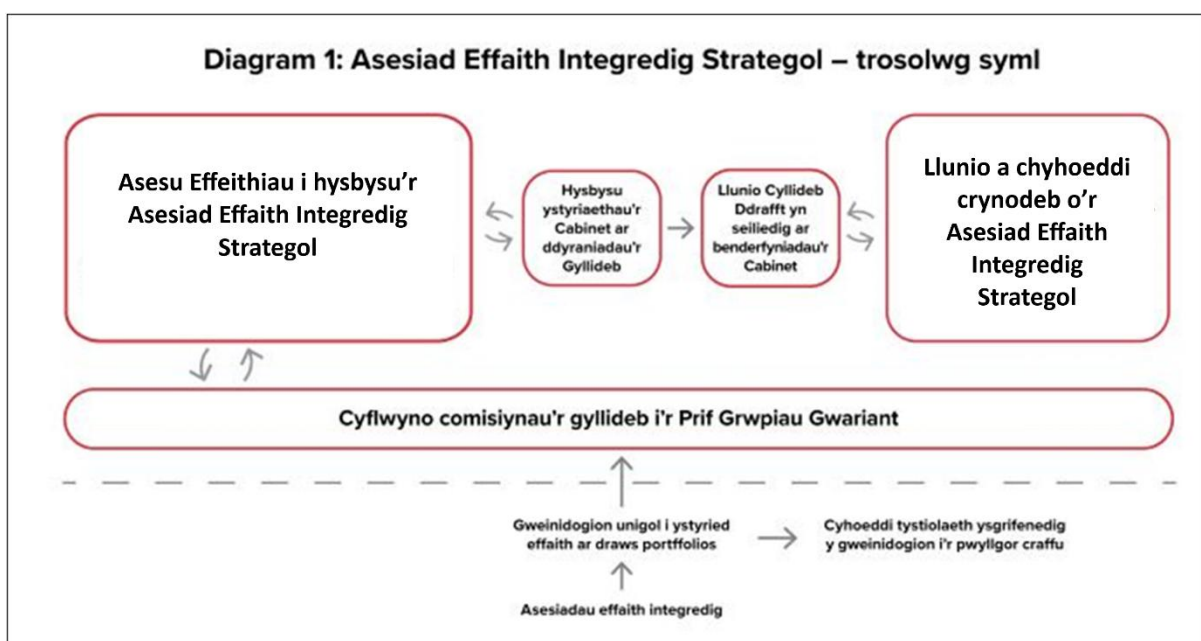 Diagram 1: Asesiad Effaith Integredig Strategol – trosolwg syml
Asesu Effeithiau i hysbysu’r
Asesiad Effaith Integredig
Strategol
Hysbysu
ystyriaethau'r
Cabinet ar
ddyraniadau'r
Gyllideb
Llunio Cyllideb
Ddrafft yn
seiliedig ar
benderfyniadau'r
Cabinet
Llunio a chyhoeddi
crynodeb o’r
Asesiad Effaith
Integredig
Strategol
Cyflwyno comisiynau'r gyllideb i'r Prif Grwpiau Gwariant
Gweinidogion unigol i ystyried
effaith ar draws portffolios
Cyhoeddi tystiolaeth ysgrifenedig
y gweinidogion i'r pwyllgor craffu
Asesiadau effaith integredig